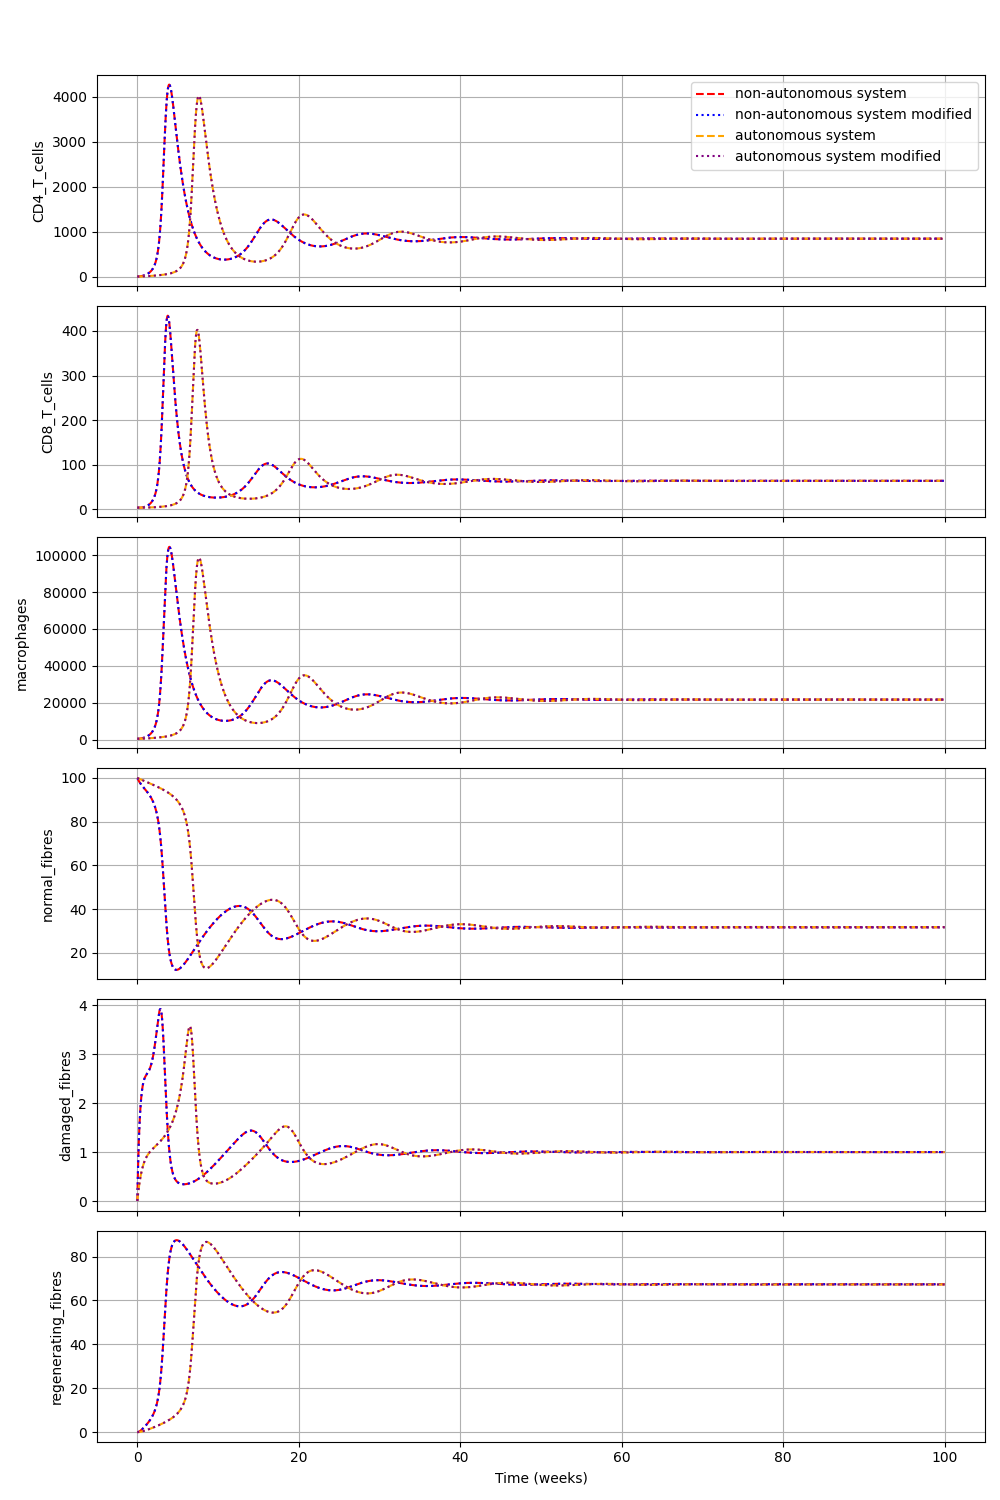 non-autonomous system
non-autonomous system modified
autonomous system
autonomous system modified
4000
3000
2000
1000
0
CD4_T_cells
400
300
200
100
0
CD8_T_cells
100000
80000
60000
40000
20000
0
macrophages
100
80
60
40
20
normal_fibres
4
3
2
1
0
damaged_fibres
80
60
40
20
0
regenerating_fibres
0 20 40 60 80 100
Time (weeks)